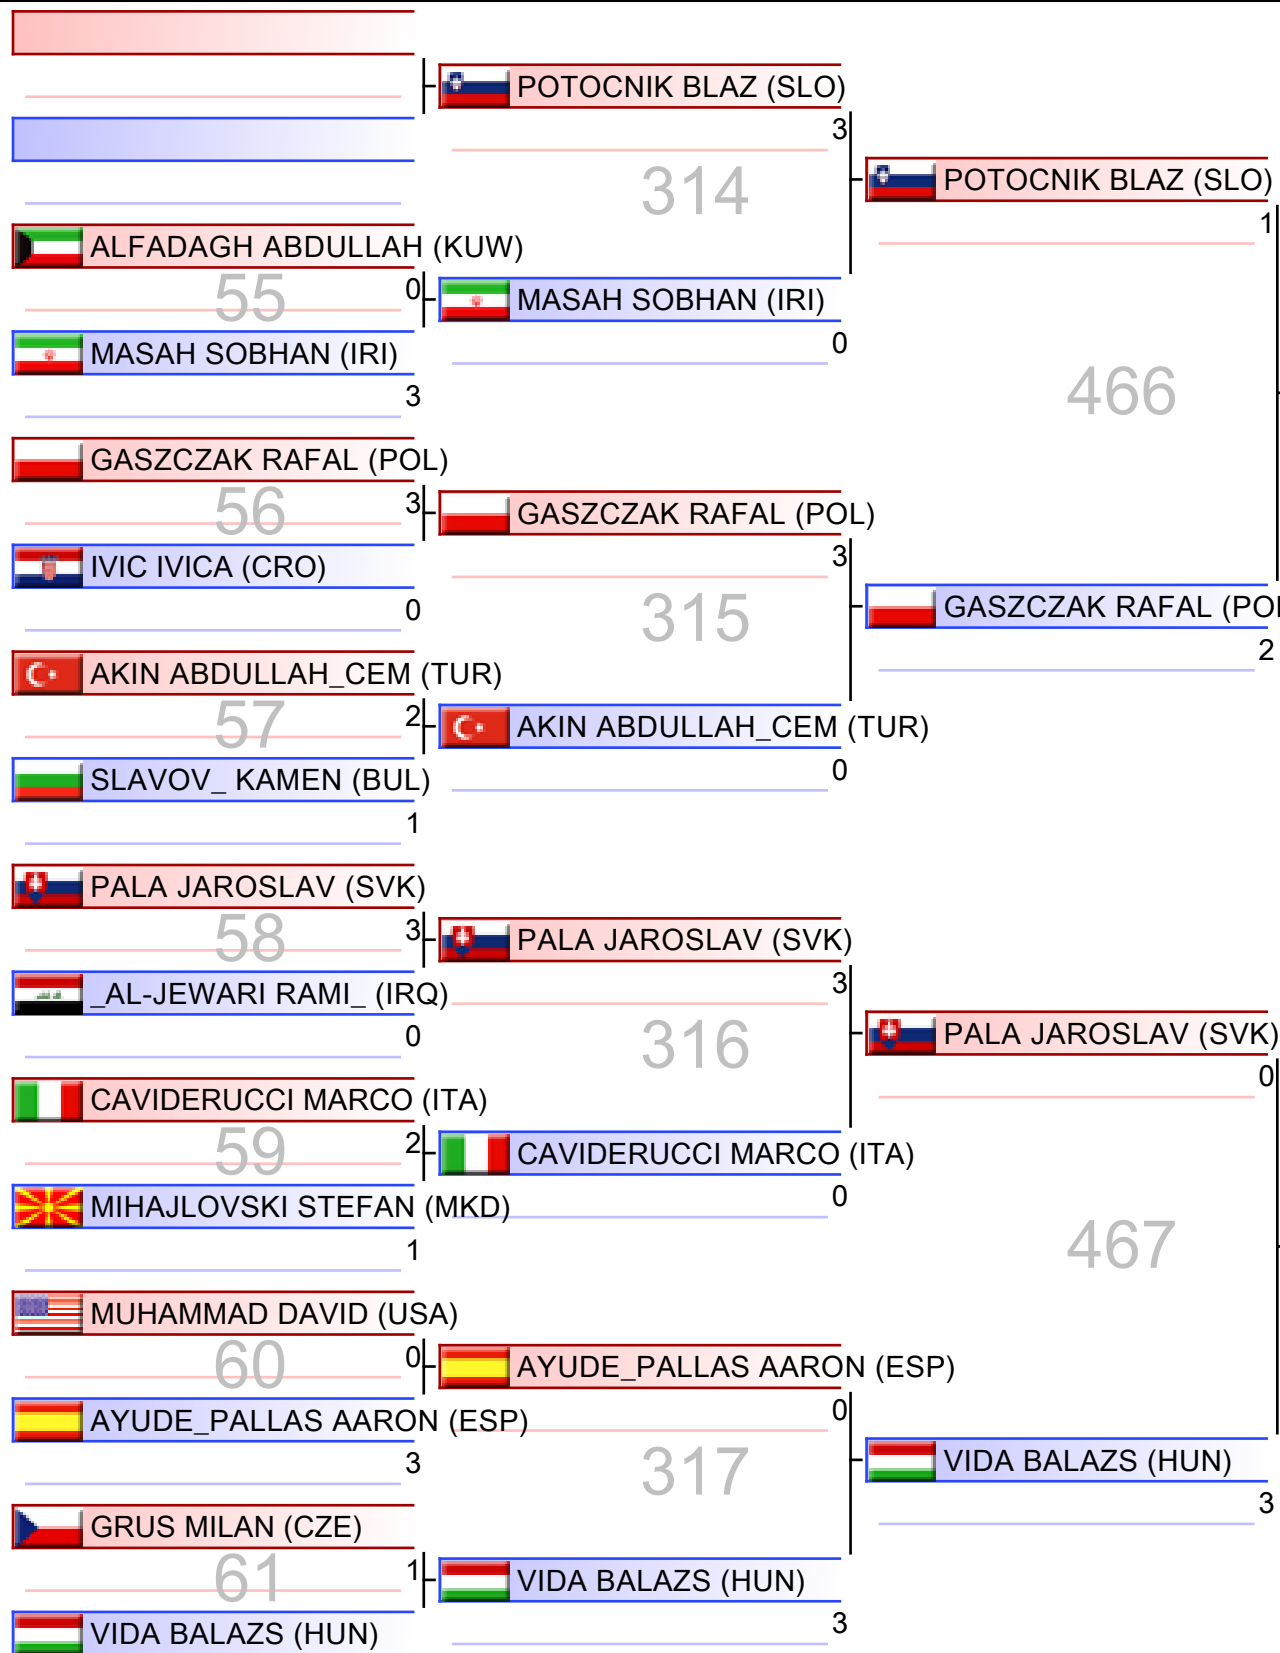 POTOCNIK BLAZ (SLO)
3
314
POTOCNIK BLAZ (SLO)
1
ALFADAGH ABDULLAH (KUW)
0
55
MASAH SOBHAN (IRI)
0
MASAH SOBHAN (IRI)
3
466
GASZCZAK RAFAL (POL)
3
56
GASZCZAK RAFAL (POL)
3
IVIC IVICA (CRO)
0
315
GASZCZAK RAFAL (POL
2
AKIN ABDULLAH_CEM (TUR)
2
57
AKIN ABDULLAH_CEM (TUR)
0
SLAVOV_ KAMEN (BUL)
1
PALA JAROSLAV (SVK)
3
58
PALA JAROSLAV (SVK)
3
_AL-JEWARI RAMI_ (IRQ)
0
316
PALA JAROSLAV (SVK)
0
CAVIDERUCCI MARCO (ITA)
2
59
CAVIDERUCCI MARCO (ITA)
0
MIHAJLOVSKI STEFAN (MKD)
1
467
MUHAMMAD DAVID (USA)
0
60
AYUDE_PALLAS AARON (ESP)
0
AYUDE_PALLAS AARON (ESP)
3
317
VIDA BALAZS (HUN)
3
GRUS MILAN (CZE)
1
61
VIDA BALAZS (HUN)
3
VIDA BALAZS (HUN)